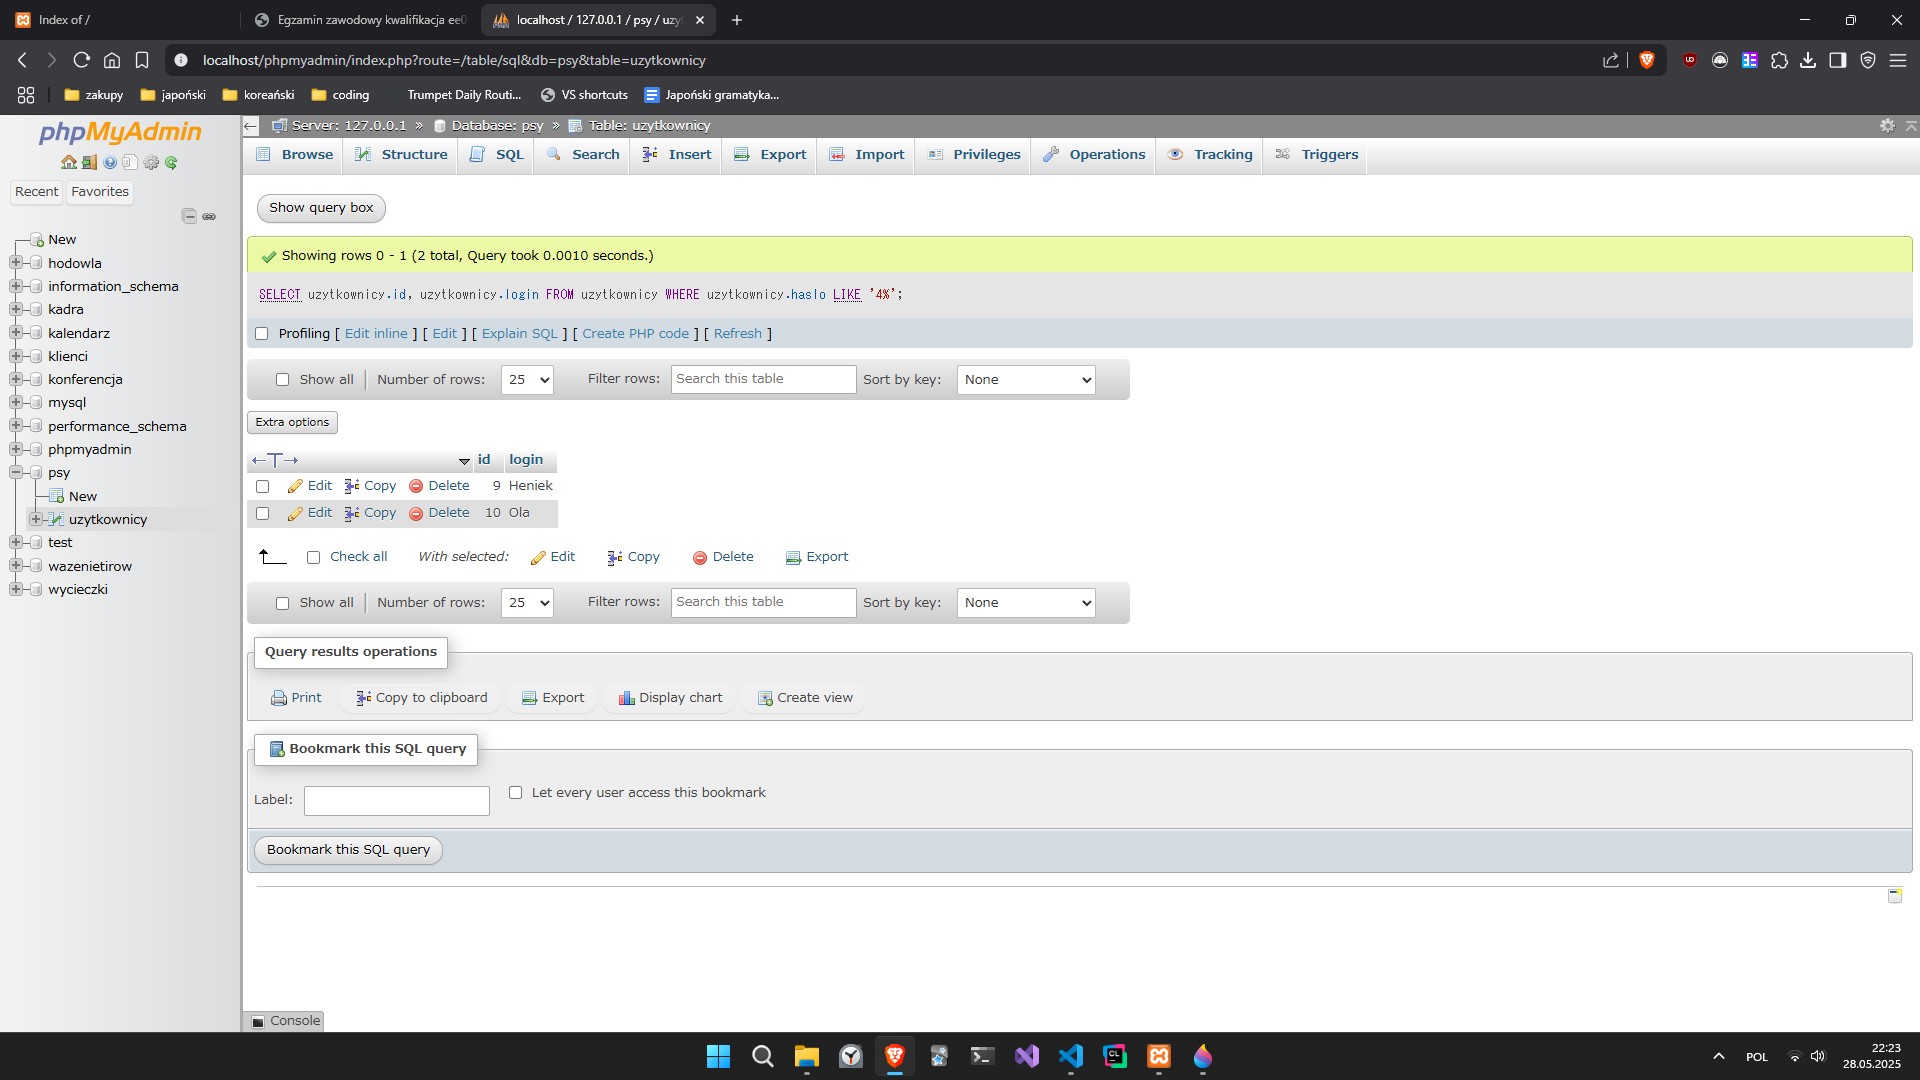 Index of /
Egzamin zawodowy kwalifikacja ee0
localhost / 127.0.0.1 / psy / uzy
localhost/phpmyadmin/index.php?route=/table/sql&db=psy&table=uzytkownicy
zakupy
japoński
koreański
coding
Trumpet Daily Routi...
VS shortcuts
Japoński gramatyka...
phpMyAdmin
Recent Favorites
New
hodowla
information_schema
kadra
kalendarz
klienci
konferencja
mysql
performance_schema
phpmyadmin
psy
New
uzytkownicy
test
wazenietirow
wycieczki
Server: 127.0.0.1 » Database: psy » Table: uzytkownicy
Browse Structure SQL Search Insert Export Import Privileges Operations Tracking Triggers
Show query box
Showing rows 0 - 1 (2 total, Query took 0.0010 seconds.)
SELECT uzytkownicy.id, uzytkownicy.login FROM uzytkownicy WHERE uzytkownicy.haslo LIKE '4%';
Profiling [ Edit inline ] [ Edit ] [ Explain SQL ] [ Create PHP code ] [ Refresh ]
Show all Number of rows: 25 Filter rows: Search this table Sort by key: None
Extra options
←T→ id login
Edit Copy Delete 9 Heniek
Edit Copy Delete 10 Ola
Check all With selected: Edit Copy Delete Export
Show all Number of rows: 25 Filter rows: Search this table Sort by key: None
Query results operations
Print Copy to clipboard Export Display chart Create view
Bookmark this SQL query
Label: Let every user access this bookmark
Bookmark this SQL query
Console
POL
22:23
28.05.2025